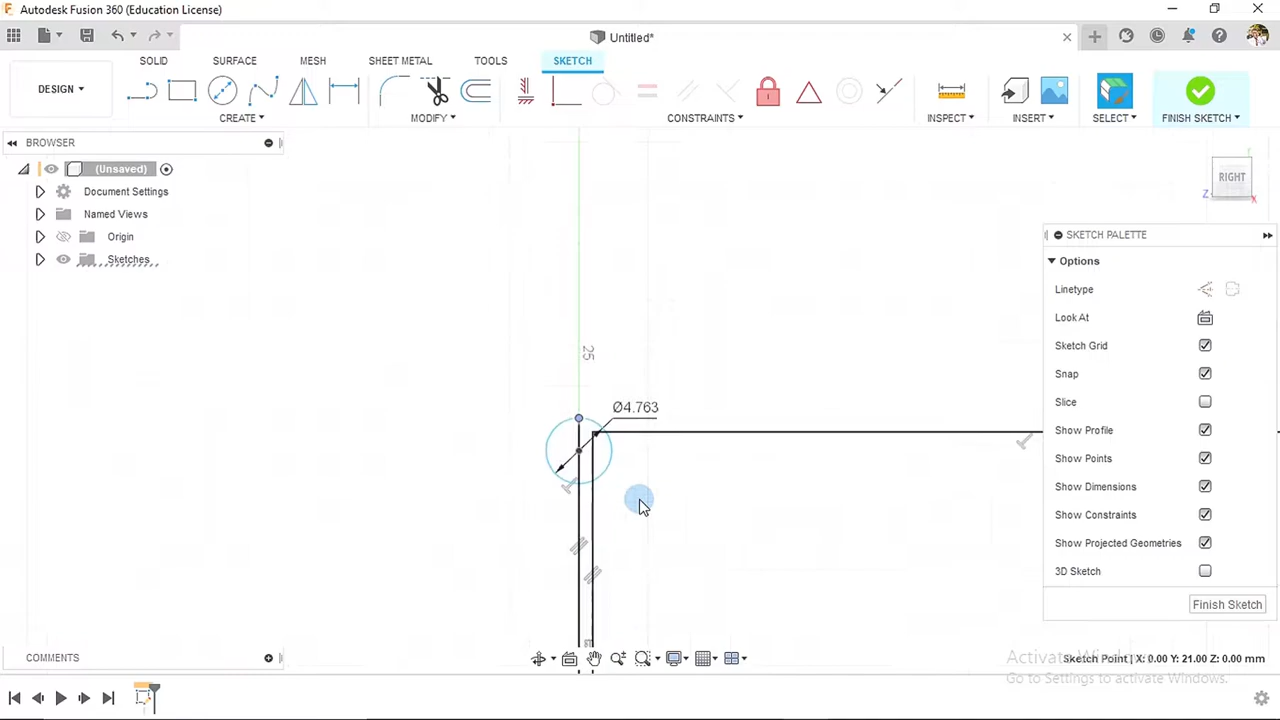 Autodesk Fusion 360 (Education License)
Untitled*
SOLID SURFACE MESH SHEET METAL TOOLS SKETCH
DESIGN ▾
CREATE ▾ MODIFY ▾ CONSTRAINTS ▾ INSPECT ▾ INSERT ▾ SELECT ▾ FINISH SKETCH ▾
BROWSER
(Unsaved)
Document Settings
Named Views
Origin
Sketches
RIGHT
Y
Z
X
SKETCH PALETTE
Options
Linetype
Look At
Sketch Grid
Snap
Slice
Show Profile
Show Points
Show Dimensions
Show Constraints
Show Projected Geometries
3D Sketch
Finish Sketch
25
Ø4.763
COMMENTS
Activate Windows
Sketch Point | X: 0.00 Y: 21.00 Z: 0.00 mm
Go to Settings to activate Windows.